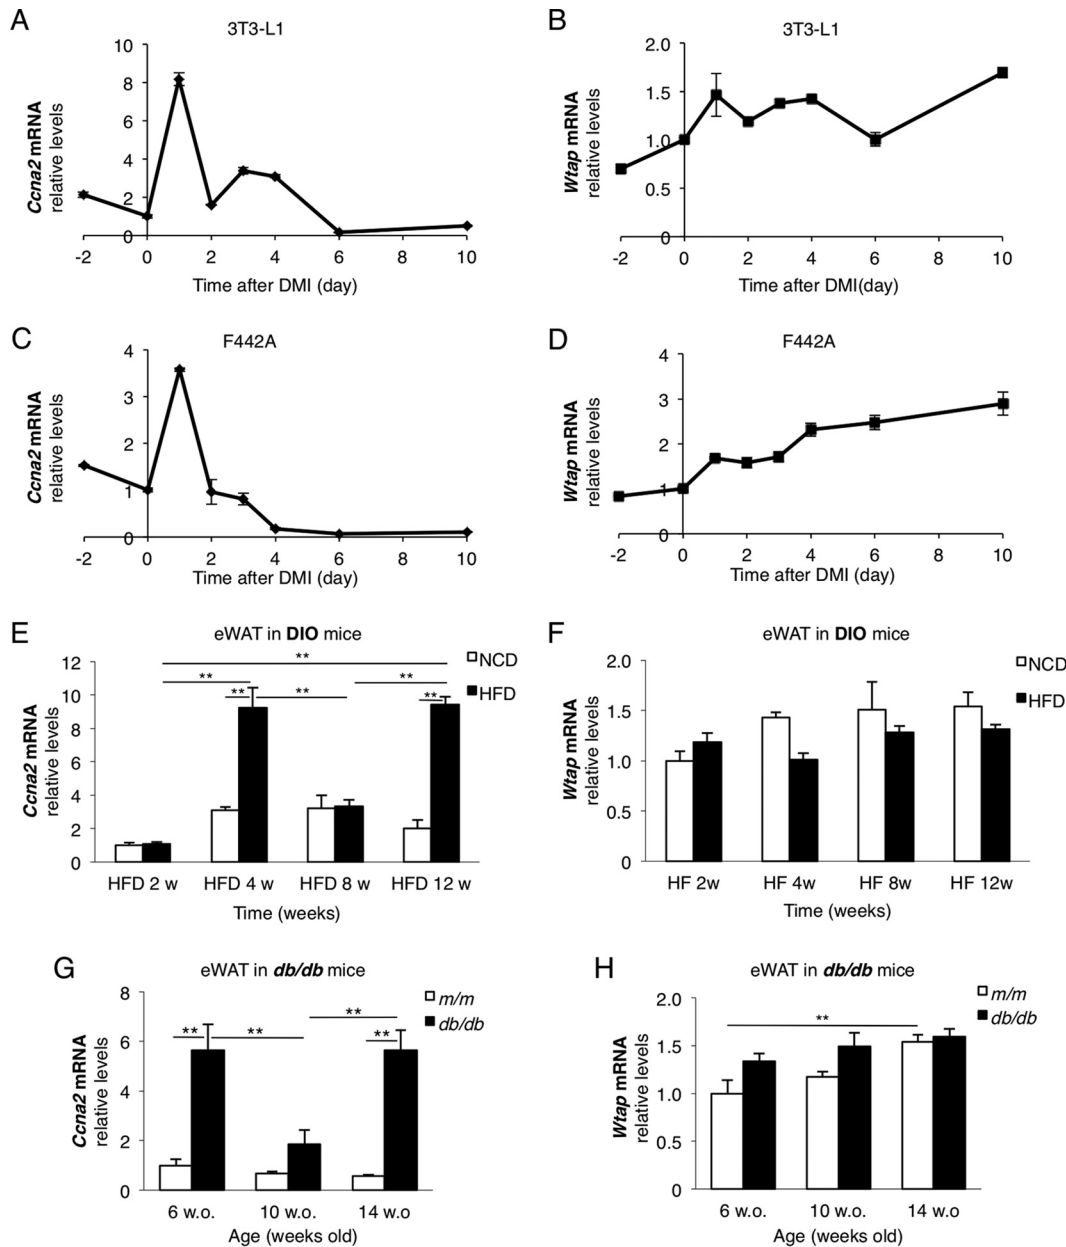 A
3T3-L1
Ccna2 mRNA
relative levels
10
8
6
4
2
0
-2 0 2 4 6 8 10
Time after DMI (day)
B
3T3-L1
Wtap mRNA
relative levels
2.0
1.5
1.0
0.5
0
-2 0 2 4 6 8 10
Time after DMI(day)
C
F442A
Ccna2 mRNA
relative levels
4
3
2
1
0
-2 0 2 4 6 8 10
Time after DMI (day)
D
F442A
Wtap mRNA
relative levels
4
3
2
1
0
-2 0 2 4 6 8 10
Time after DMI (day)
E
eWAT in DIO mice
NCD
HFD
**
** **
** ** **
Ccna2 mRNA
relative levels
12
10
8
6
4
2
0
HFD 2 w HFD 4 w HFD 8 w HFD 12 w
Time (weeks)
F
eWAT in DIO mice
NCD
HFD
Wtap mRNA
relative levels
2.0
1.5
1.0
0.5
0
HF 2w HF 4w HF 8w HF 12w
Time (weeks)
G
eWAT in db/db mice
m/m
db/db
**
** ** **
Ccna2 mRNA
relative levels
8
6
4
2
0
6 w.o. 10 w.o. 14 w.o
Age (weeks old)
H
eWAT in db/db mice
m/m
db/db
**
Wtap mRNA
relative levels
2.0
1.5
1.0
0.5
0
6 w.o. 10 w.o. 14 w.o
Age (weeks old)